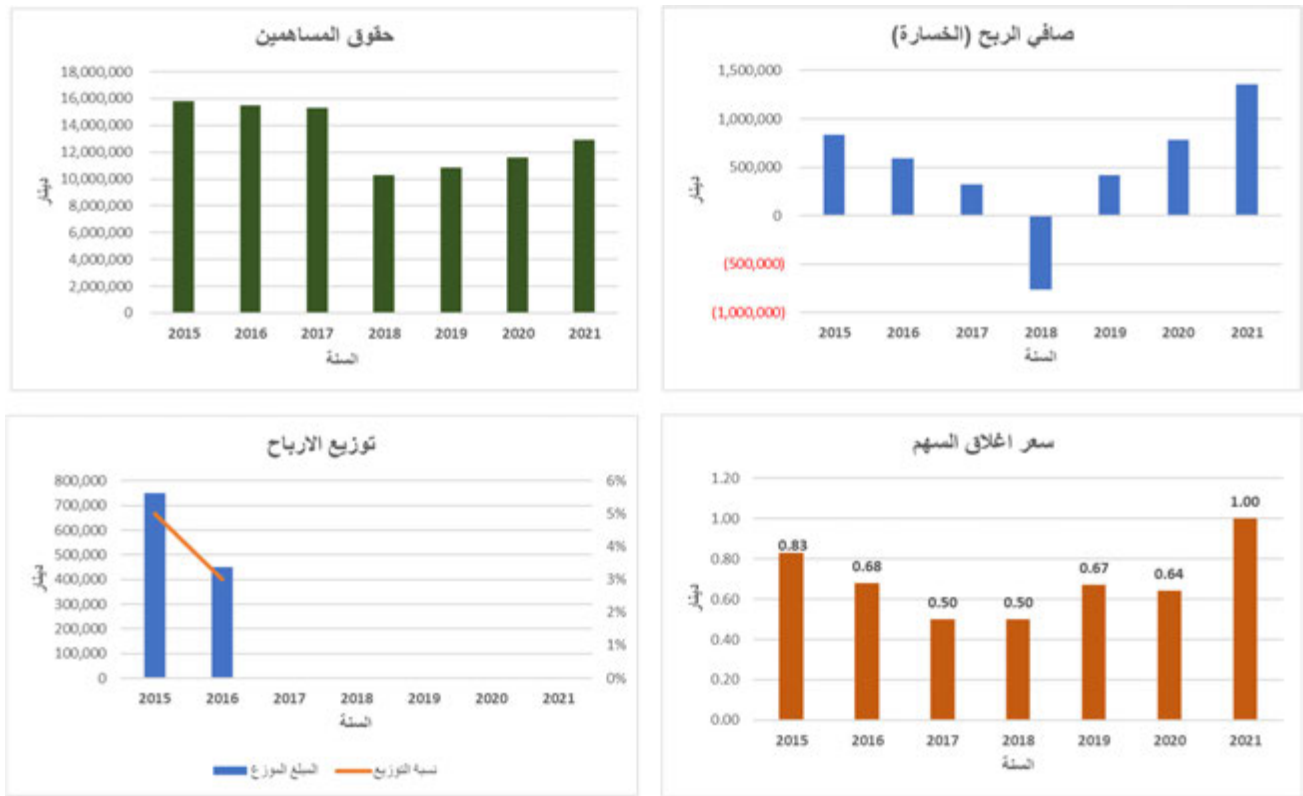 حقوق المساهمين
18,000,000
16,000,000
14,000,000
12,000,000
10,000,000
8,000,000
6,000,000
4,000,000
2,000,000
0
دينار
2015 2016 2017 2018 2019 2020 2021
السنة
صافي الربح (الخسارة)
1,500,000
1,000,000
500,000
0
(500,000)
(1,000,000)
دينار
2015 2016 2017 2018 2019 2020 2021
السنة
توزيع الارباح
800,000 6%
700,000 5%
600,000 4%
500,000 3%
400,000 2%
300,000 1%
200,000 0%
100,000
0
دينار
2015 2016 2017 2018 2019 2020 2021
السنة
المبلغ الموزع نسبة التوزيع
سعر اغلاق السهم
1.20
1.00
0.80
0.60
0.40
0.20
0.00
دينار
0.83 0.68 0.50 0.50 0.67 0.64 1.00
2015 2016 2017 2018 2019 2020 2021
السنة